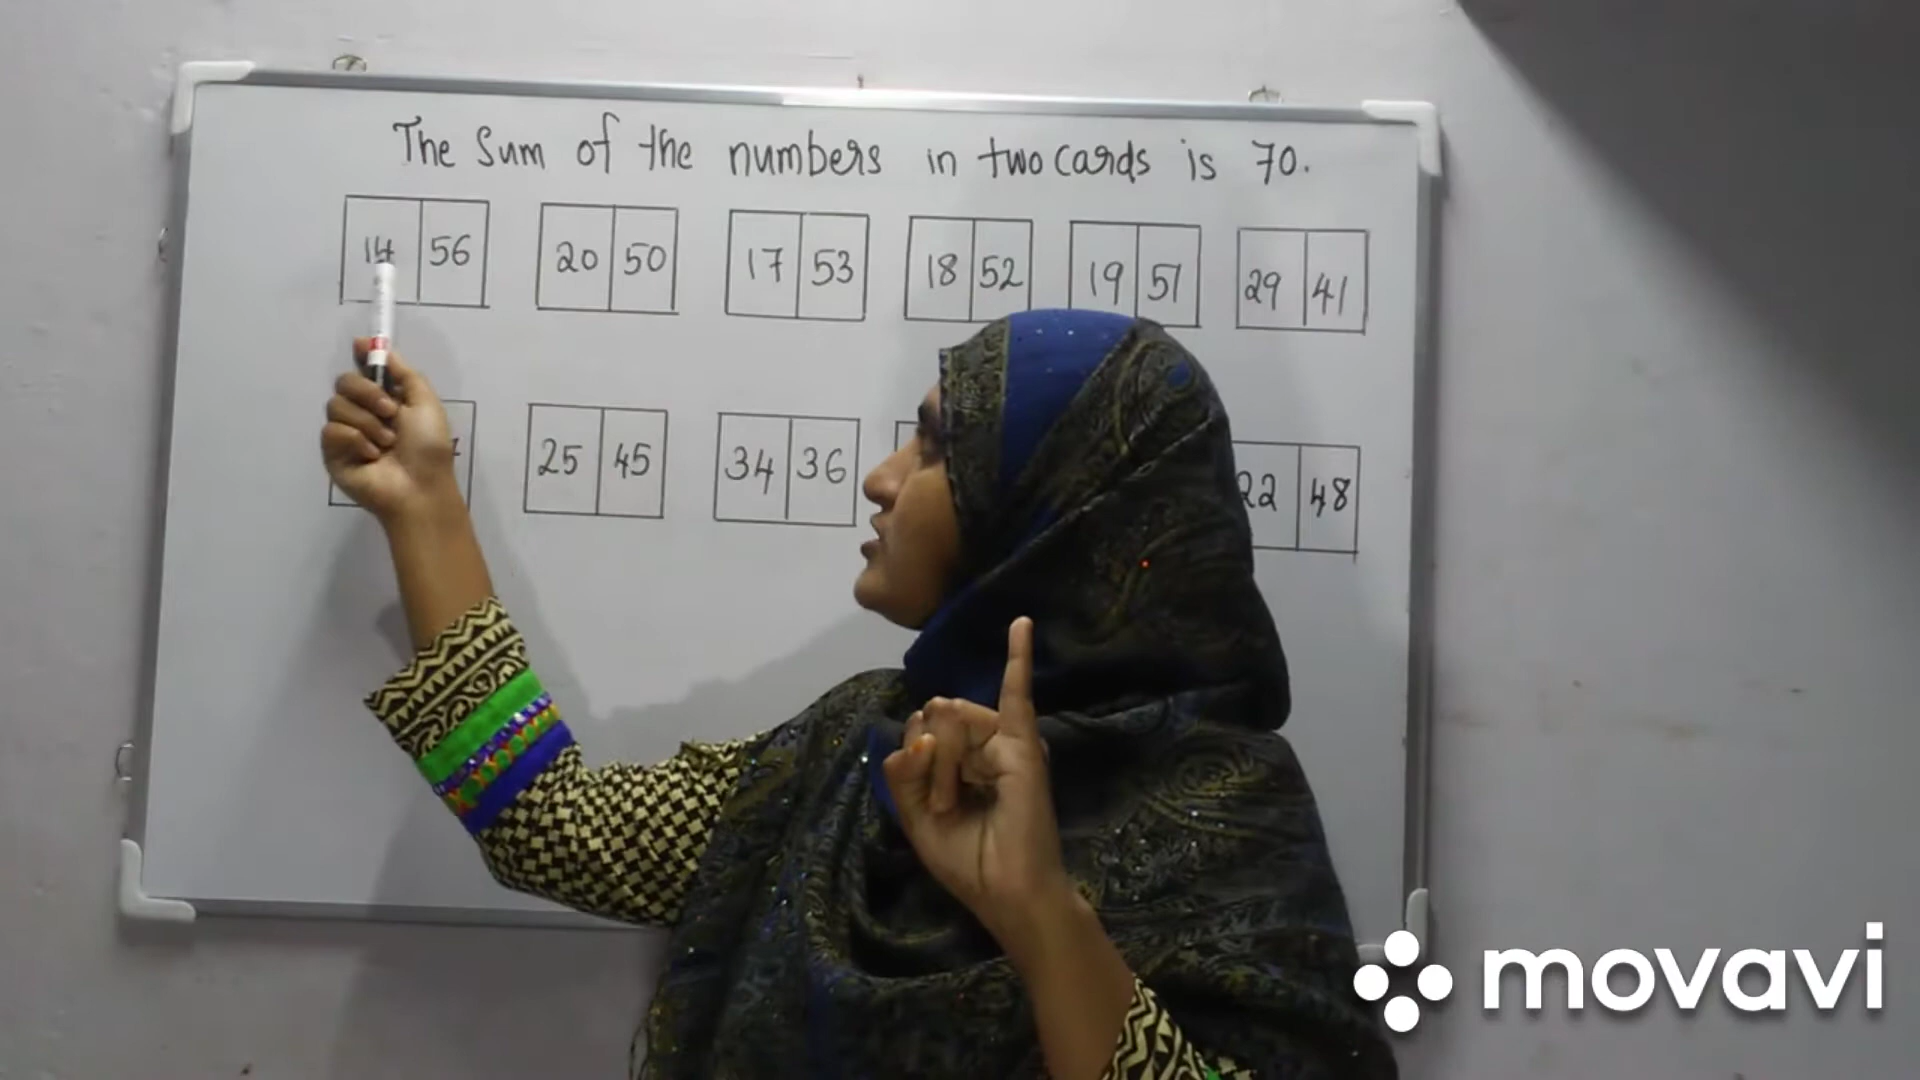 The Sum of the numbers in two cards is 70.
14 56 20 50 17 53 18 52 19 51 29 41
25 45 34 36 22 48
movavi